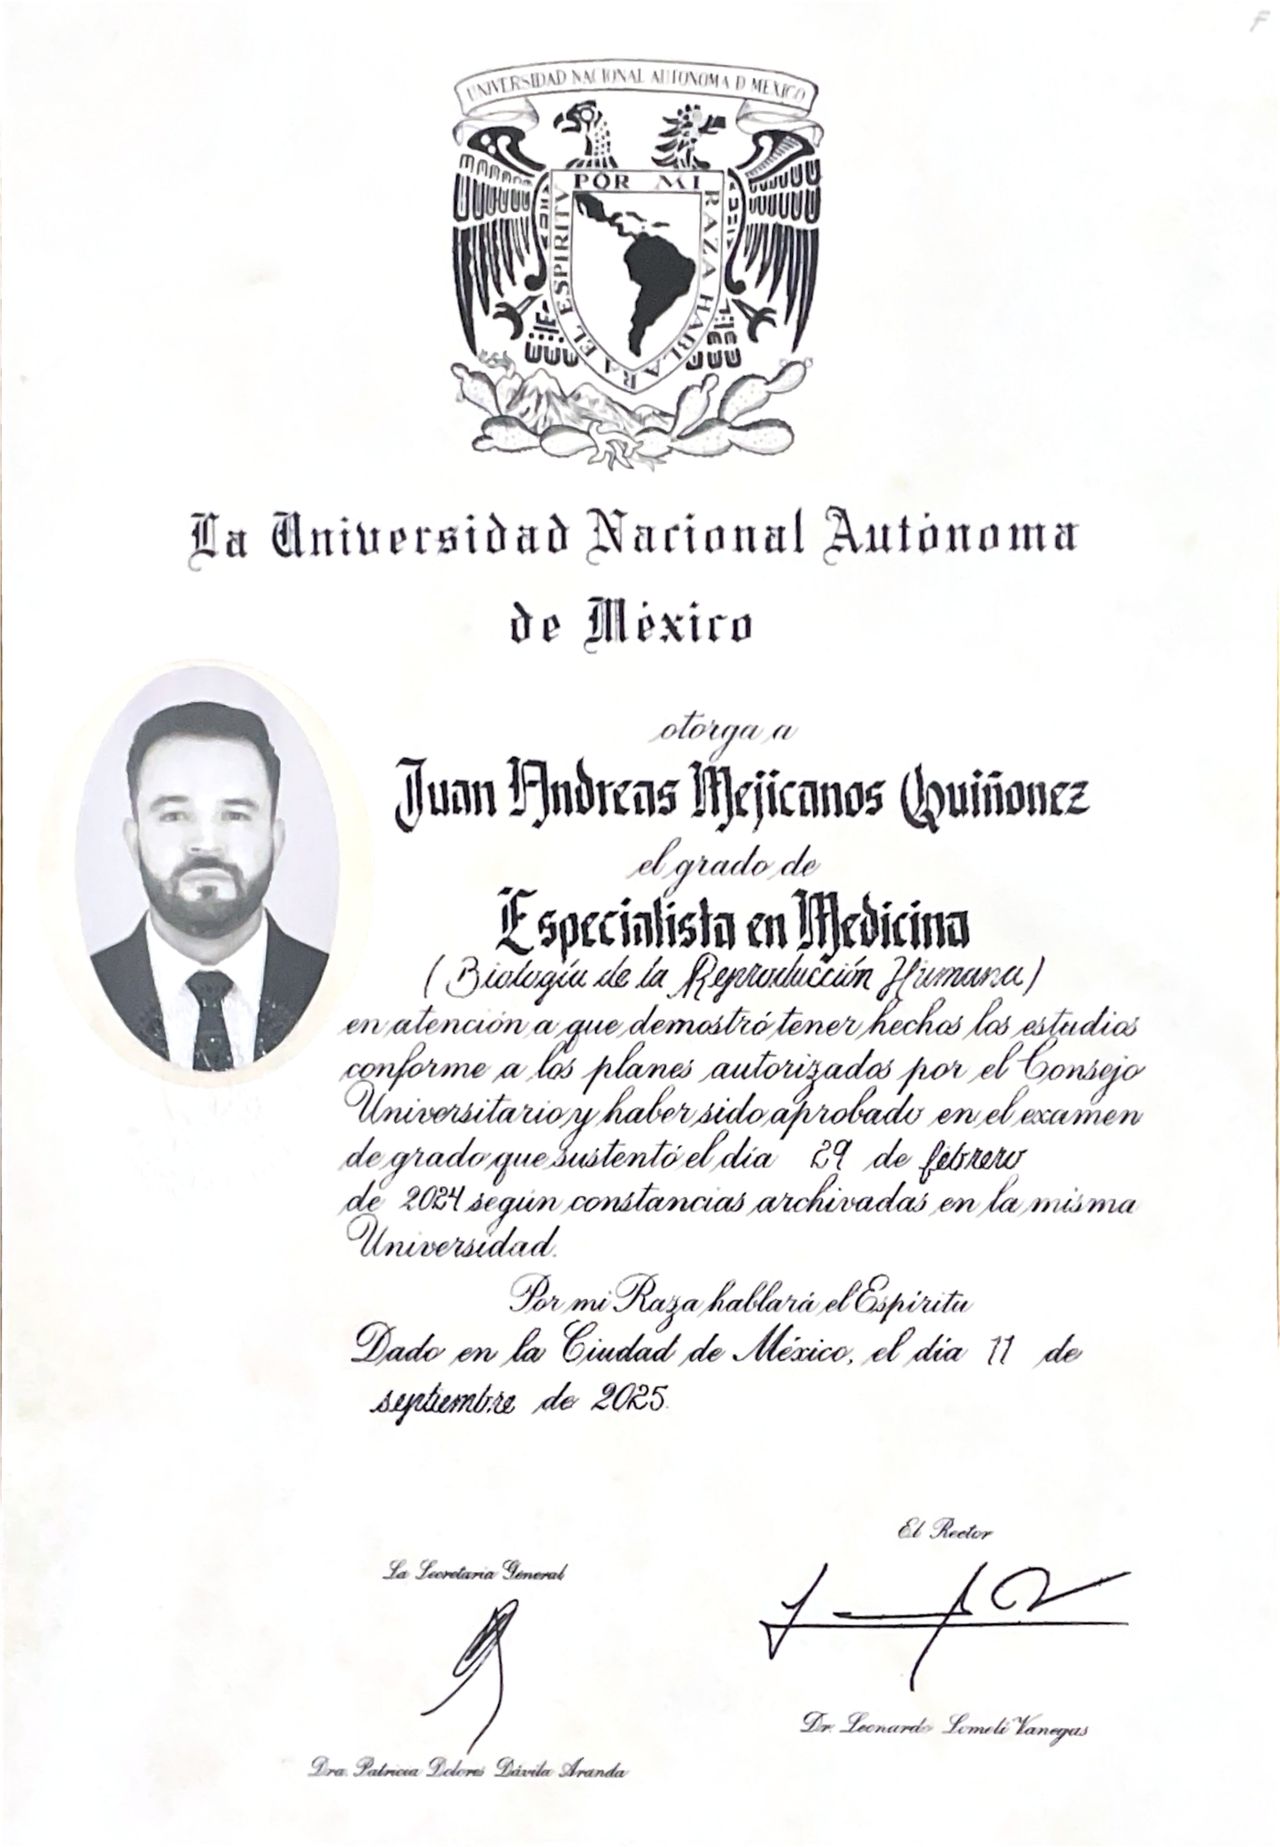 F
UNIVERSIDAD NACIONAL AUTONOMA D MEXICO
POR MI RAZA HABLARA EL ESPIRITU
La Universidad Nacional Autónoma
de México
otorga a
Juan Andreas Mejicanos Quiñonez
el grado de
Especialista en Medicina
(Biología de la Reproducción Humana)
en atención a que demostró tener hechos los estudios
conforme a los planes autorizados por el Consejo
Universitario y haber sido aprobado en el examen
de grado que sustentó el día 29 de febrero
de 2024 según constancias archivadas en la misma
Universidad.
Por mi Raza hablará el Espíritu
Dado en la Ciudad de México, el día 11 de
septiembre de 2025.
El Rector
La Secretaria General
Dr. Leonardo Lomelí Vanegas
Dra. Patricia Dolores Dávila Aranda